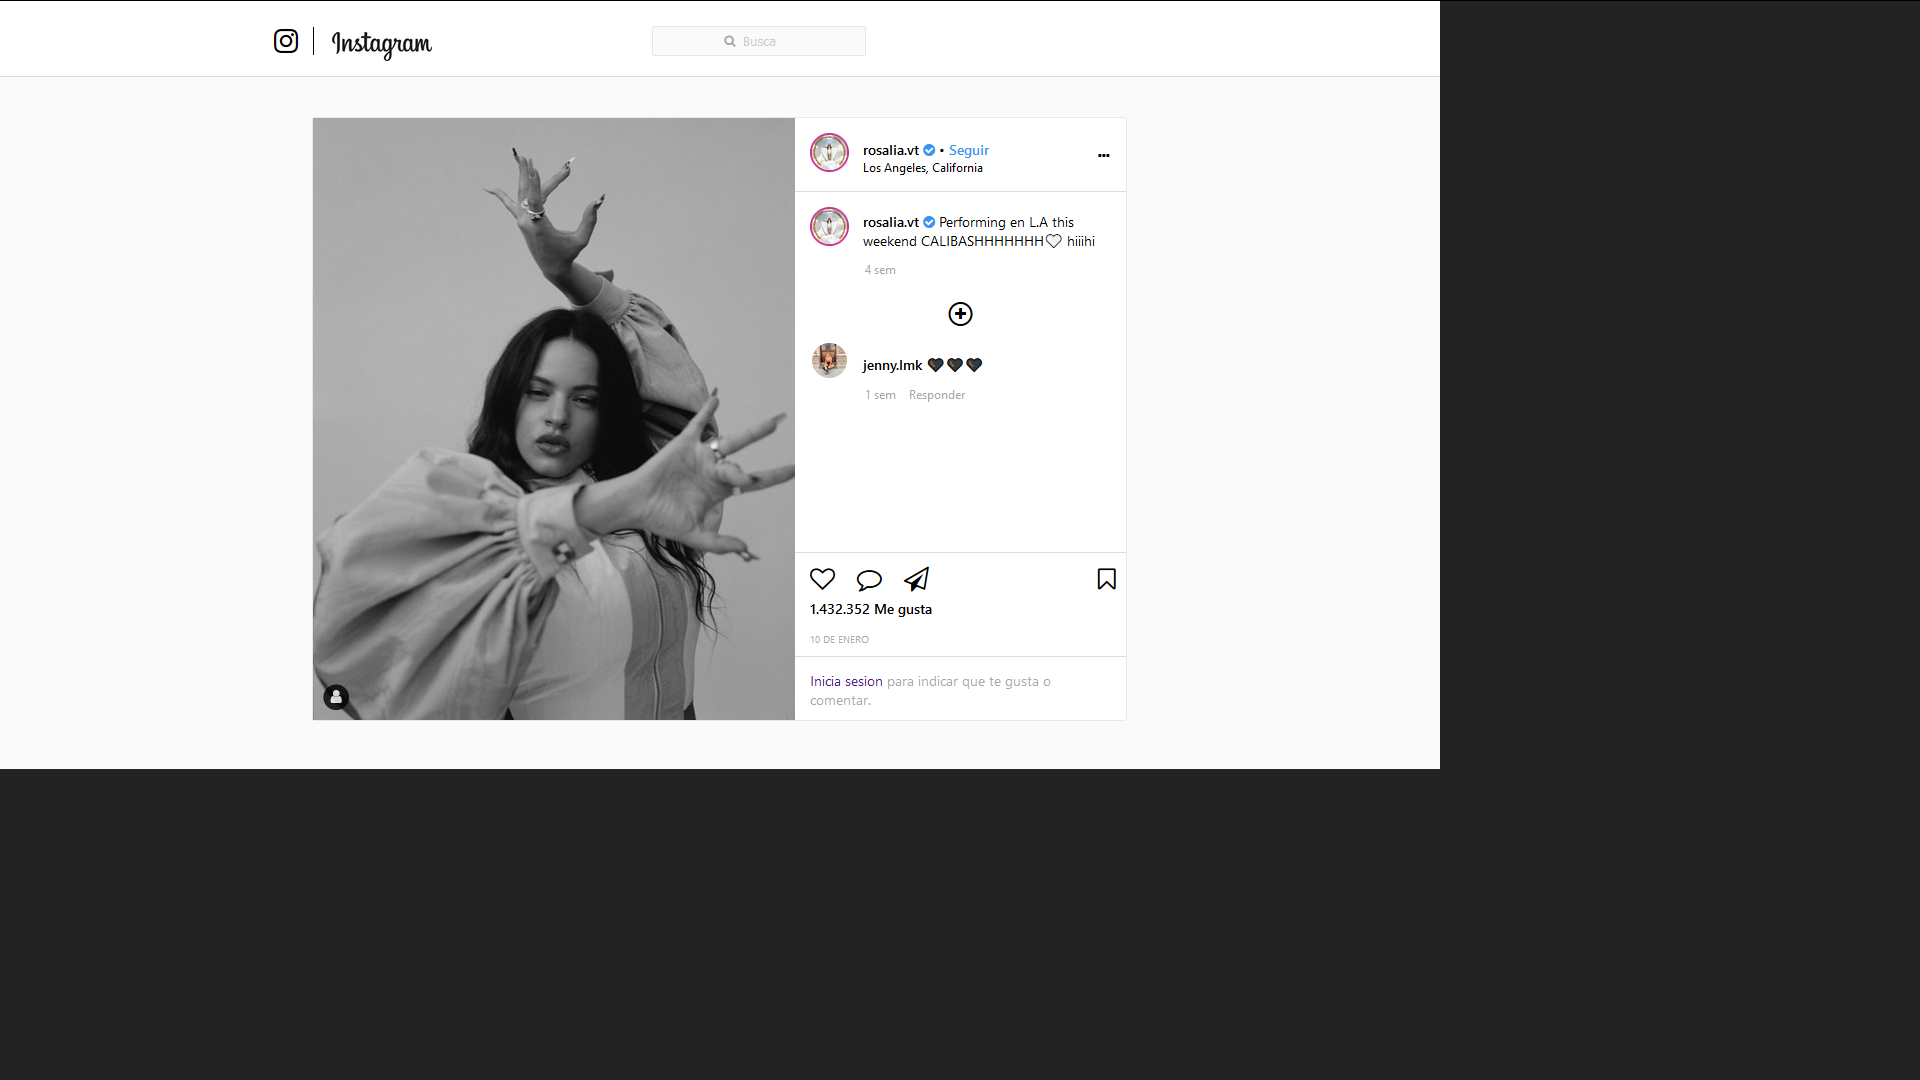 Instagram
Busca
rosalia.vt • Seguir
Los Angeles, California
rosalia.vt Performing en L.A this
weekend CALIBASHHHHHHH🤍 hiiihi
4 sem
jenny.lmk 🖤🖤🖤
1 sem Responder
1.432.352 Me gusta
10 DE ENERO
Inicia sesion para indicar que te gusta o
comentar.